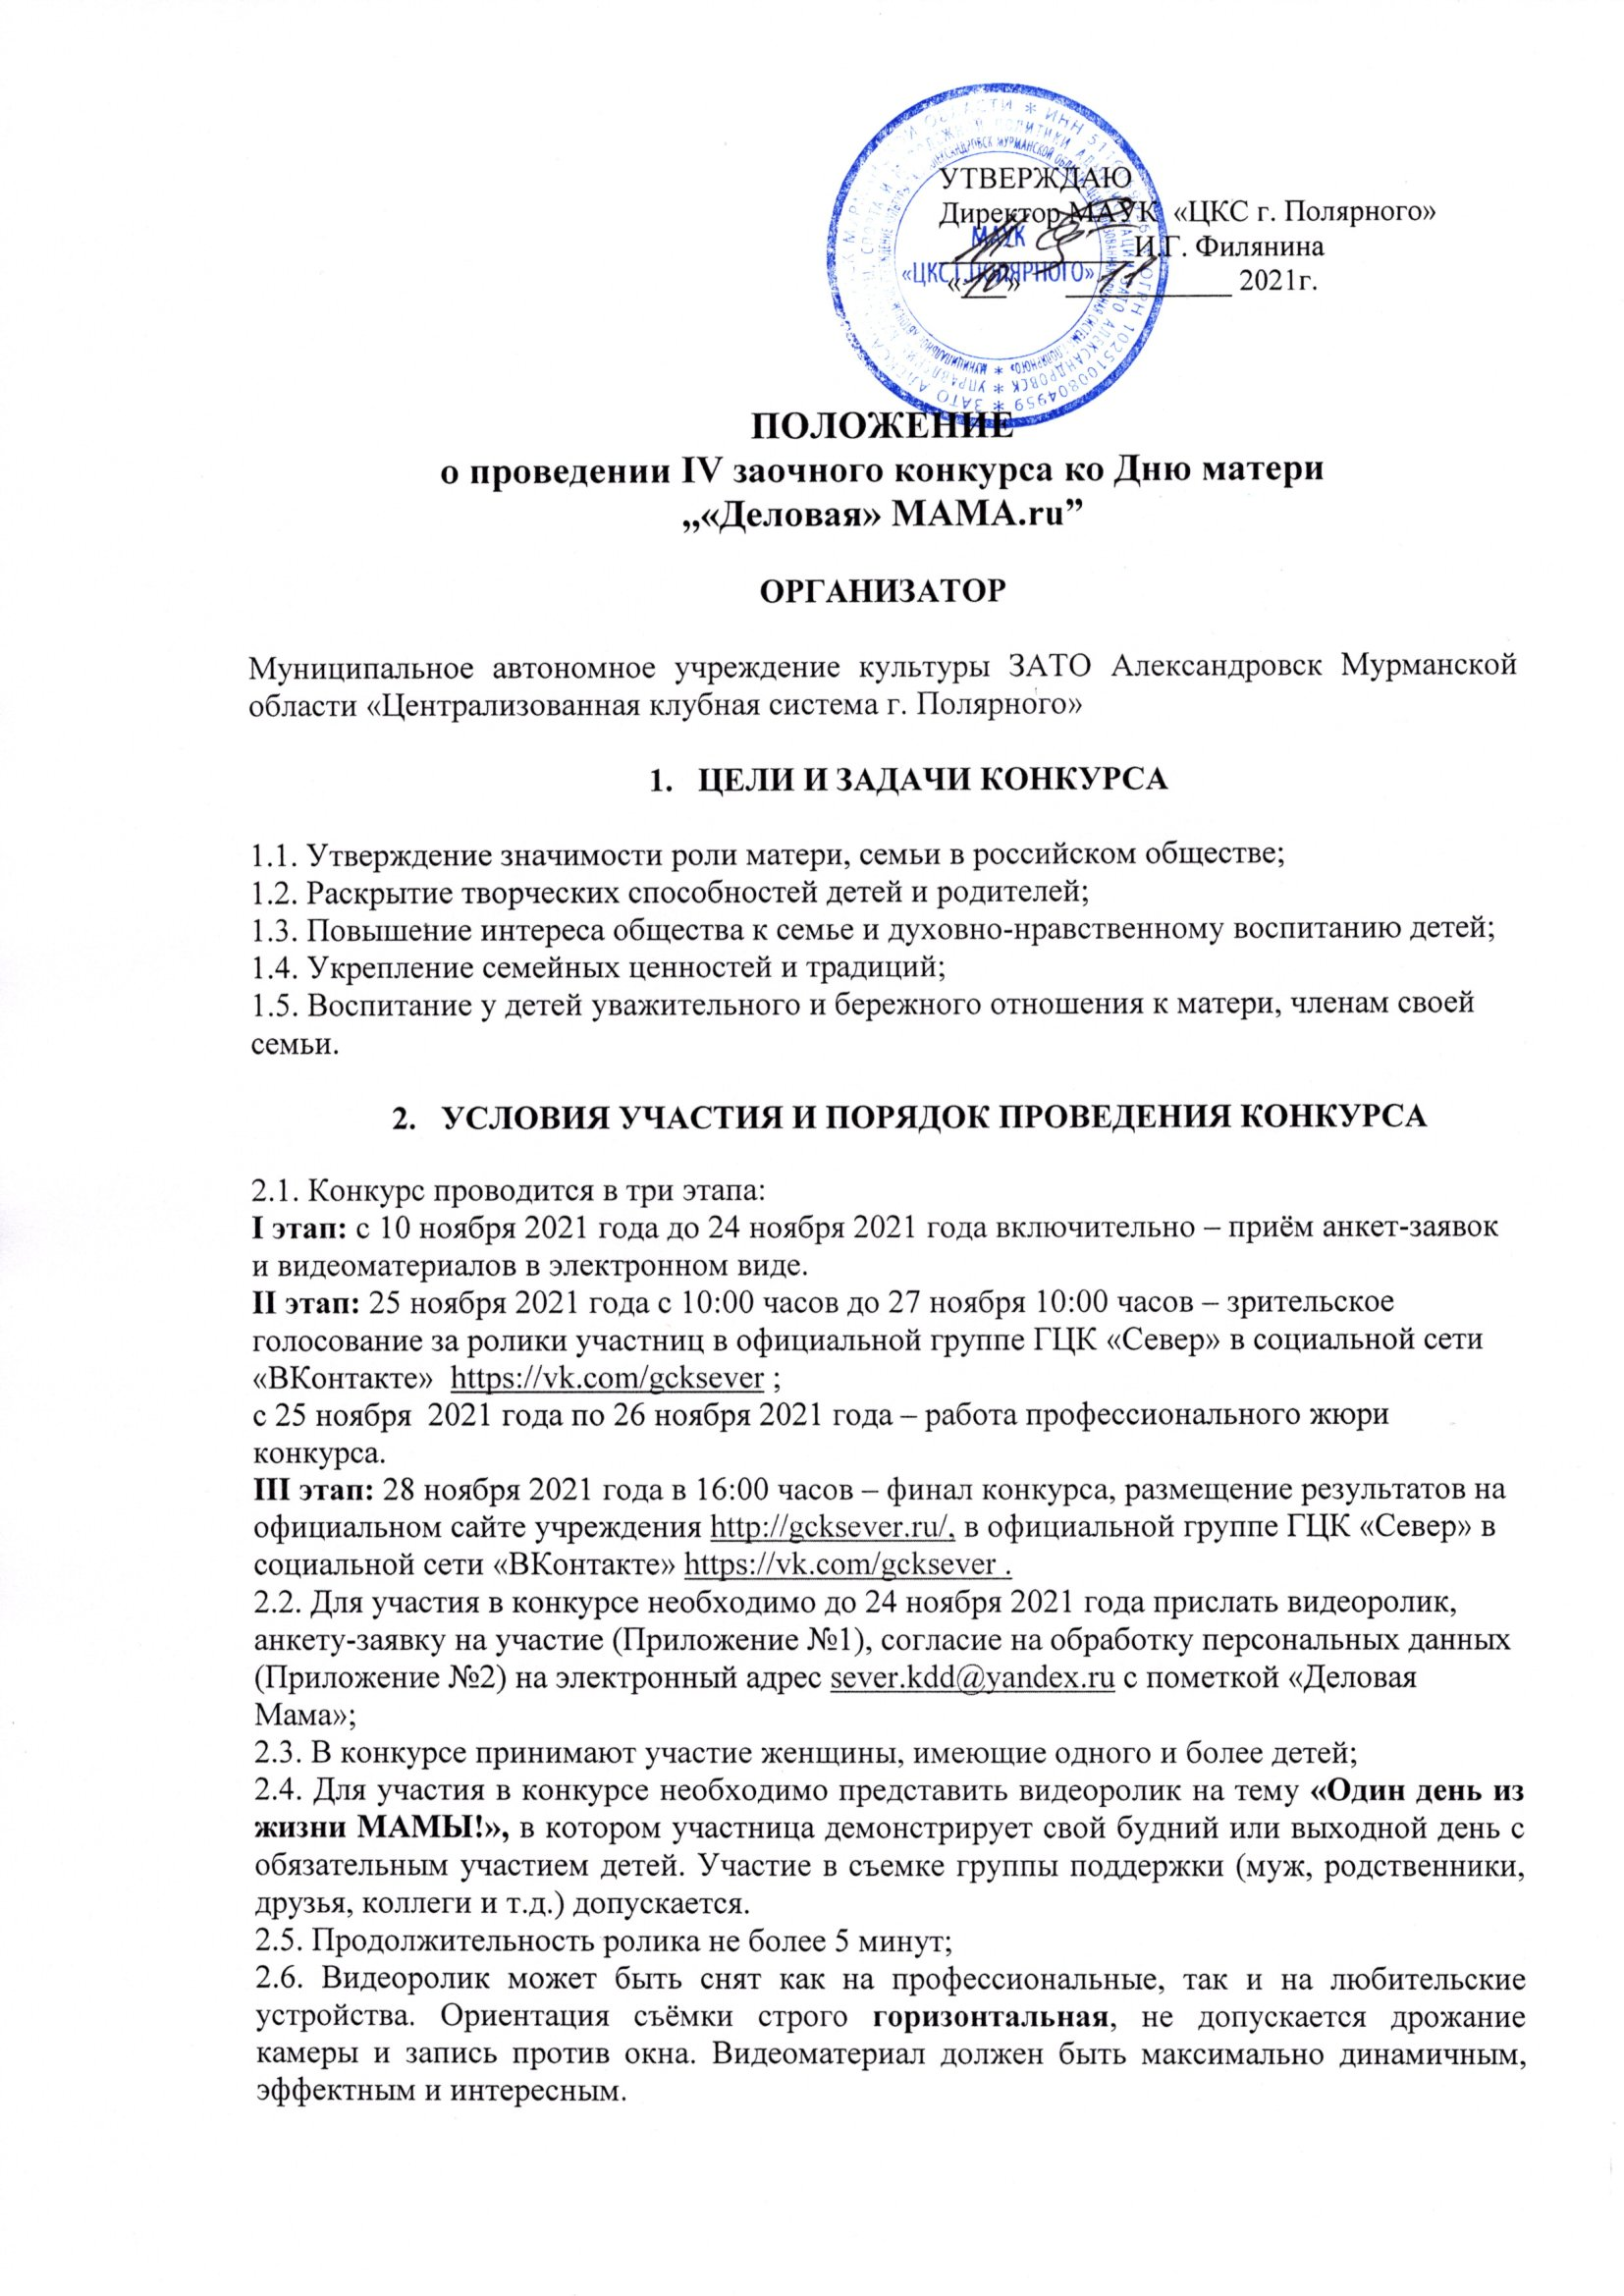 УТВЕРЖДАЮ
Директор МАУК «ЦКС г. Полярного»
И.Г. Филянина
«10» 11 2021г.
МАУК
«ЦКС Г.ПОЛЯРНОГО»
ПОЛОЖЕНИЕ
о проведении IV заочного конкурса ко Дню матери
„«Деловая» МАМА.ru”
ОРГАНИЗАТОР
Муниципальное автономное учреждение культуры ЗАТО Александровск Мурманской
области «Централизованная клубная система г. Полярного»
1. ЦЕЛИ И ЗАДАЧИ КОНКУРСА
1.1. Утверждение значимости роли матери, семьи в российском обществе;
1.2. Раскрытие творческих способностей детей и родителей;
1.3. Повышение интереса общества к семье и духовно-нравственному воспитанию детей;
1.4. Укрепление семейных ценностей и традиций;
1.5. Воспитание у детей уважительного и бережного отношения к матери, членам своей
семьи.
2. УСЛОВИЯ УЧАСТИЯ И ПОРЯДОК ПРОВЕДЕНИЯ КОНКУРСА
2.1. Конкурс проводится в три этапа:
I этап: с 10 ноября 2021 года до 24 ноября 2021 года включительно – приём анкет-заявок
и видеоматериалов в электронном виде.
II этап: 25 ноября 2021 года с 10:00 часов до 27 ноября 10:00 часов – зрительское
голосование за ролики участниц в официальной группе ГЦК «Север» в социальной сети
«ВКонтакте» https://vk.com/gcksever ;
с 25 ноября 2021 года по 26 ноября 2021 года – работа профессионального жюри
конкурса.
III этап: 28 ноября 2021 года в 16:00 часов – финал конкурса, размещение результатов на
официальном сайте учреждения http://gcksever.ru/, в официальной группе ГЦК «Север» в
социальной сети «ВКонтакте» https://vk.com/gcksever .
2.2. Для участия в конкурсе необходимо до 24 ноября 2021 года прислать видеоролик,
анкету-заявку на участие (Приложение №1), согласие на обработку персональных данных
(Приложение №2) на электронный адрес sever.kdd@yandex.ru с пометкой «Деловая
Мама»;
2.3. В конкурсе принимают участие женщины, имеющие одного и более детей;
2.4. Для участия в конкурсе необходимо представить видеоролик на тему «Один день из
жизни МАМЫ!», в котором участница демонстрирует свой будний или выходной день с
обязательным участием детей. Участие в съемке группы поддержки (муж, родственники,
друзья, коллеги и т.д.) допускается.
2.5. Продолжительность ролика не более 5 минут;
2.6. Видеоролик может быть снят как на профессиональные, так и на любительские
устройства. Ориентация съёмки строго горизонтальная, не допускается дрожание
камеры и запись против окна. Видеоматериал должен быть максимально динамичным,
эффектным и интересным.